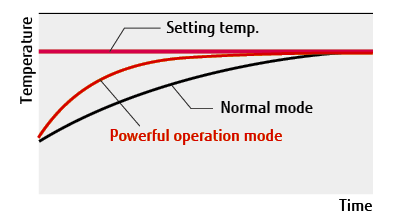 Setting temp.
Temperature
Normal mode
Powerful operation mode
Time